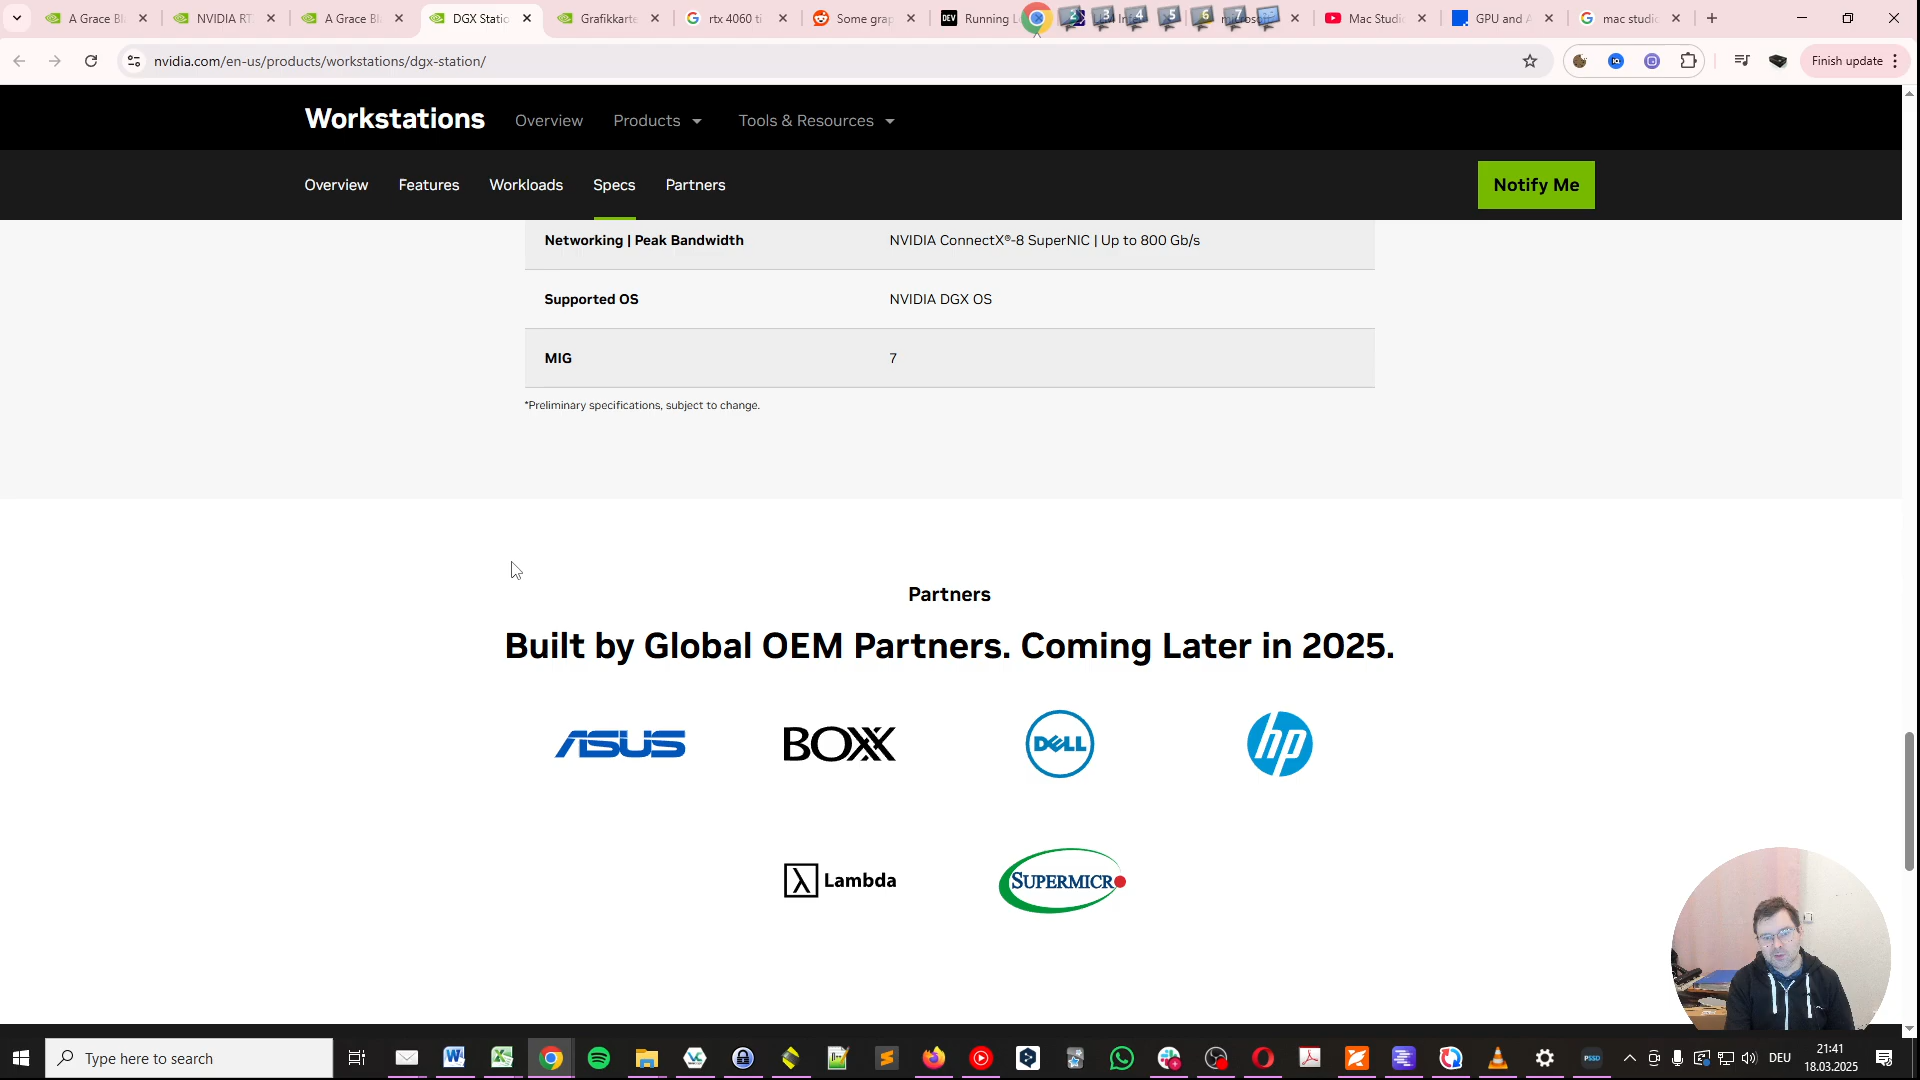 A Grace Bl
NVIDIA RT
A Grace Bl
DGX Statio
Grafikkarte
rtx 4060 ti
Some grap
DEV
Running L
Mac Studi
GPU and A
mac studio
nvidia.com/en-us/products/workstations/dgx-station/
Finish update
Workstations
Overview
Products
Tools & Resources
Overview
Features
Workloads
Specs
Partners
Notify Me
Networking | Peak Bandwidth
NVIDIA ConnectX®-8 SuperNIC | Up to 800 Gb/s
Supported OS
NVIDIA DGX OS
MIG
7
*Preliminary specifications, subject to change.
Partners
Built by Global OEM Partners. Coming Later in 2025.
ASUS
BOXX
DELL
hp
Lambda
SUPERMICRO
Type here to search
DEU
21:41
18.03.2025